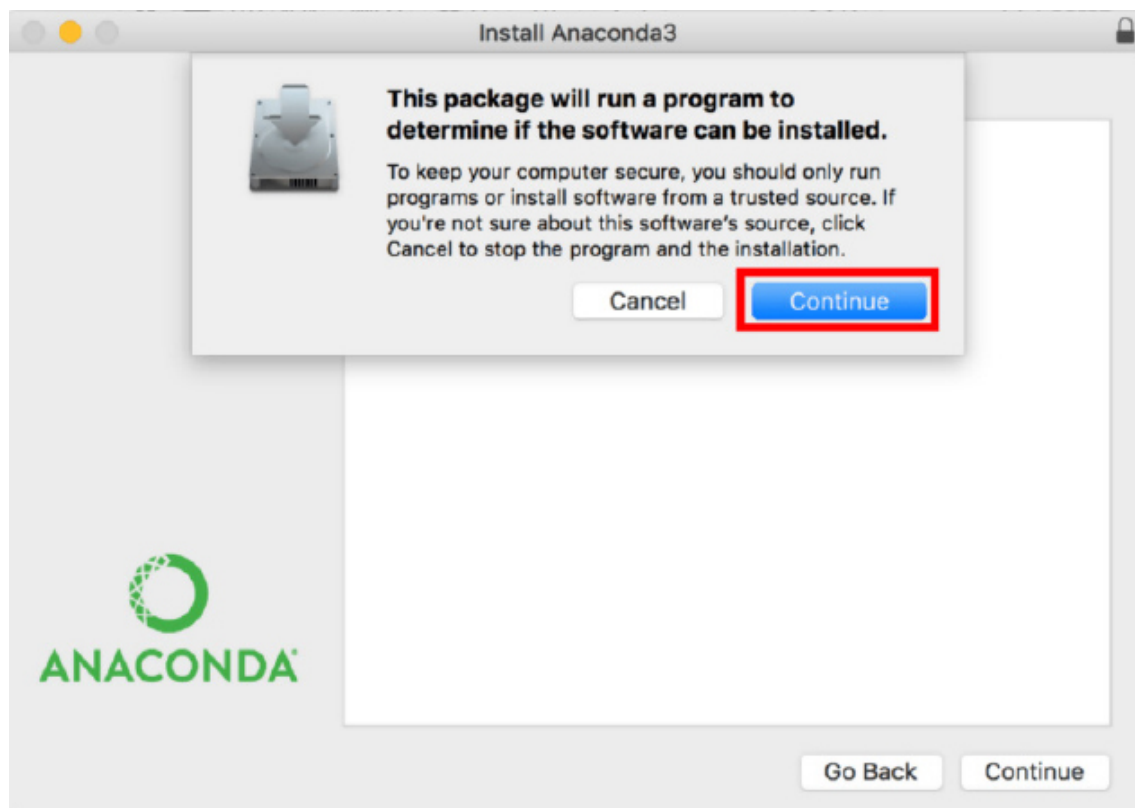 Install Anaconda3
This package will run a program to
determine if the software can be installed.
To keep your computer secure, you should only run
programs or install software from a trusted source. If
you're not sure about this software's source, click
Cancel to stop the program and the installation.
Cancel
Continue
ANACONDA
Go Back
Continue